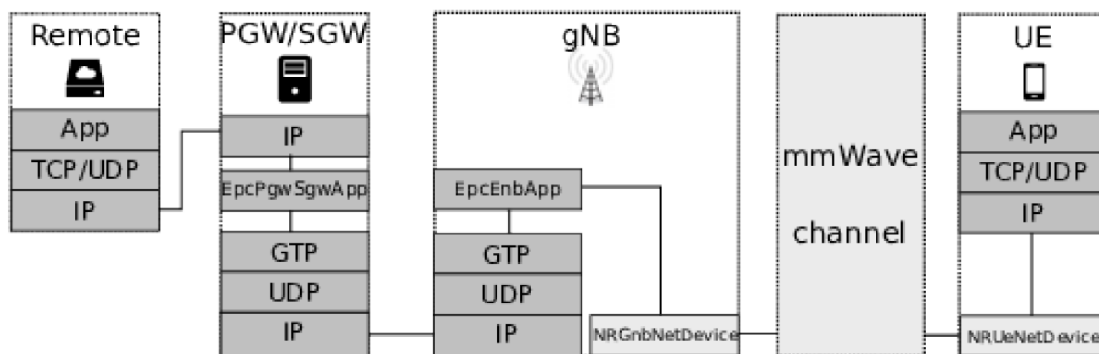 Remote
App
TCP/UDP
IP
PGW/SGW
IP
EpcPgwSgwApp
GTP
UDP
IP
gNB
EpcEnbApp
GTP
UDP
IP
NRGnbNetDevice
mmWave
channel
UE
App
TCP/UDP
IP
NRUeNetDevice